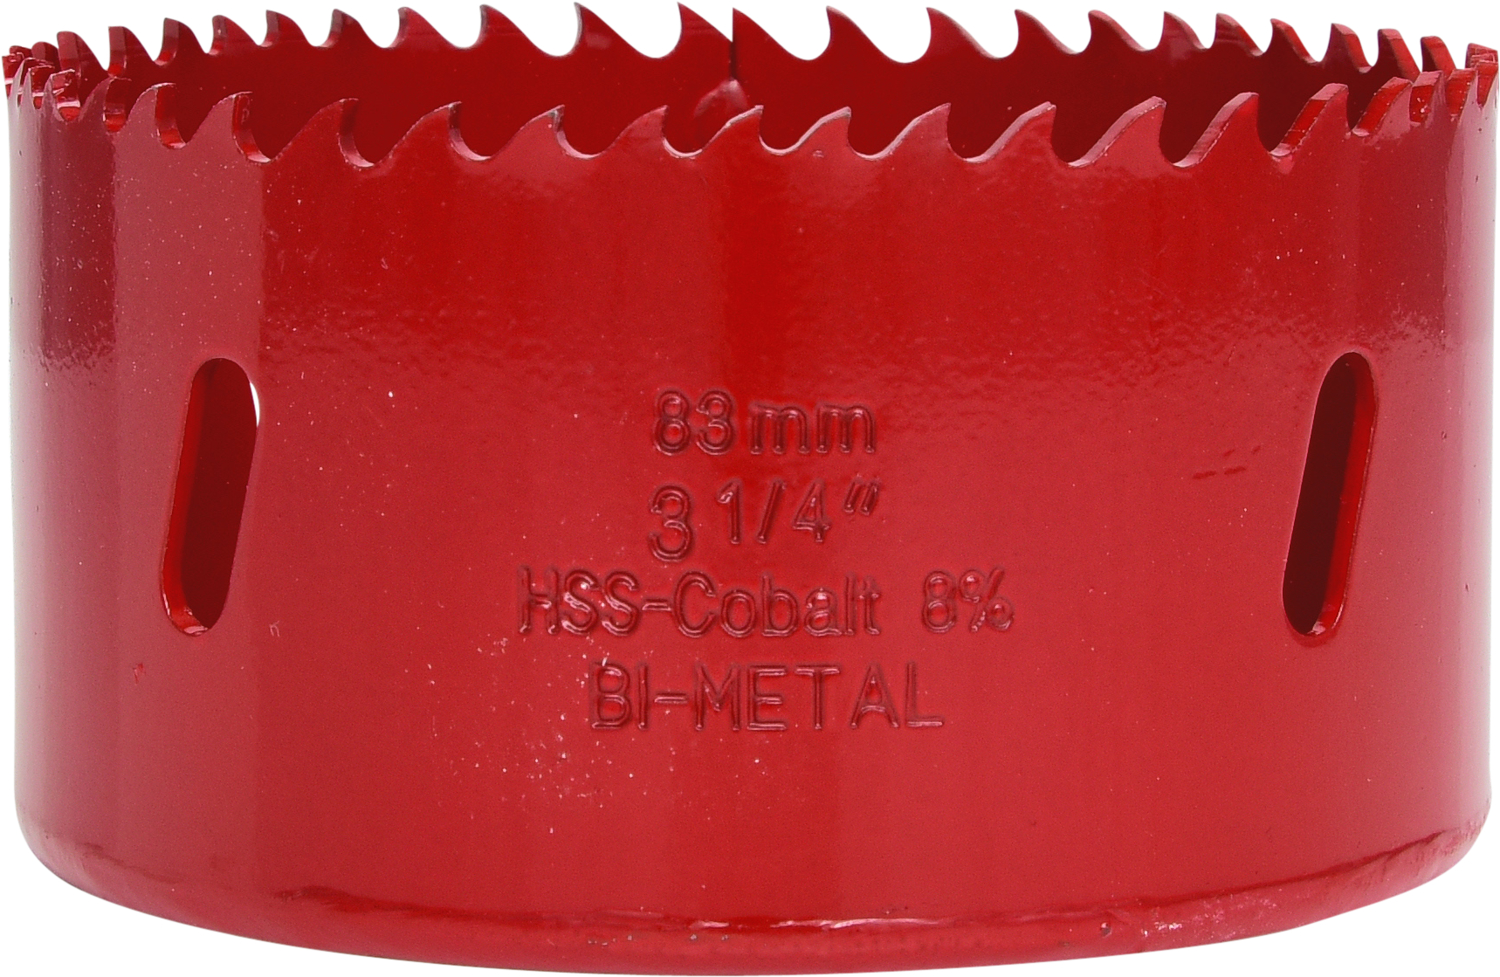 83mm
3 1/4"
HSS-Cobalt 8%
BI-METAL